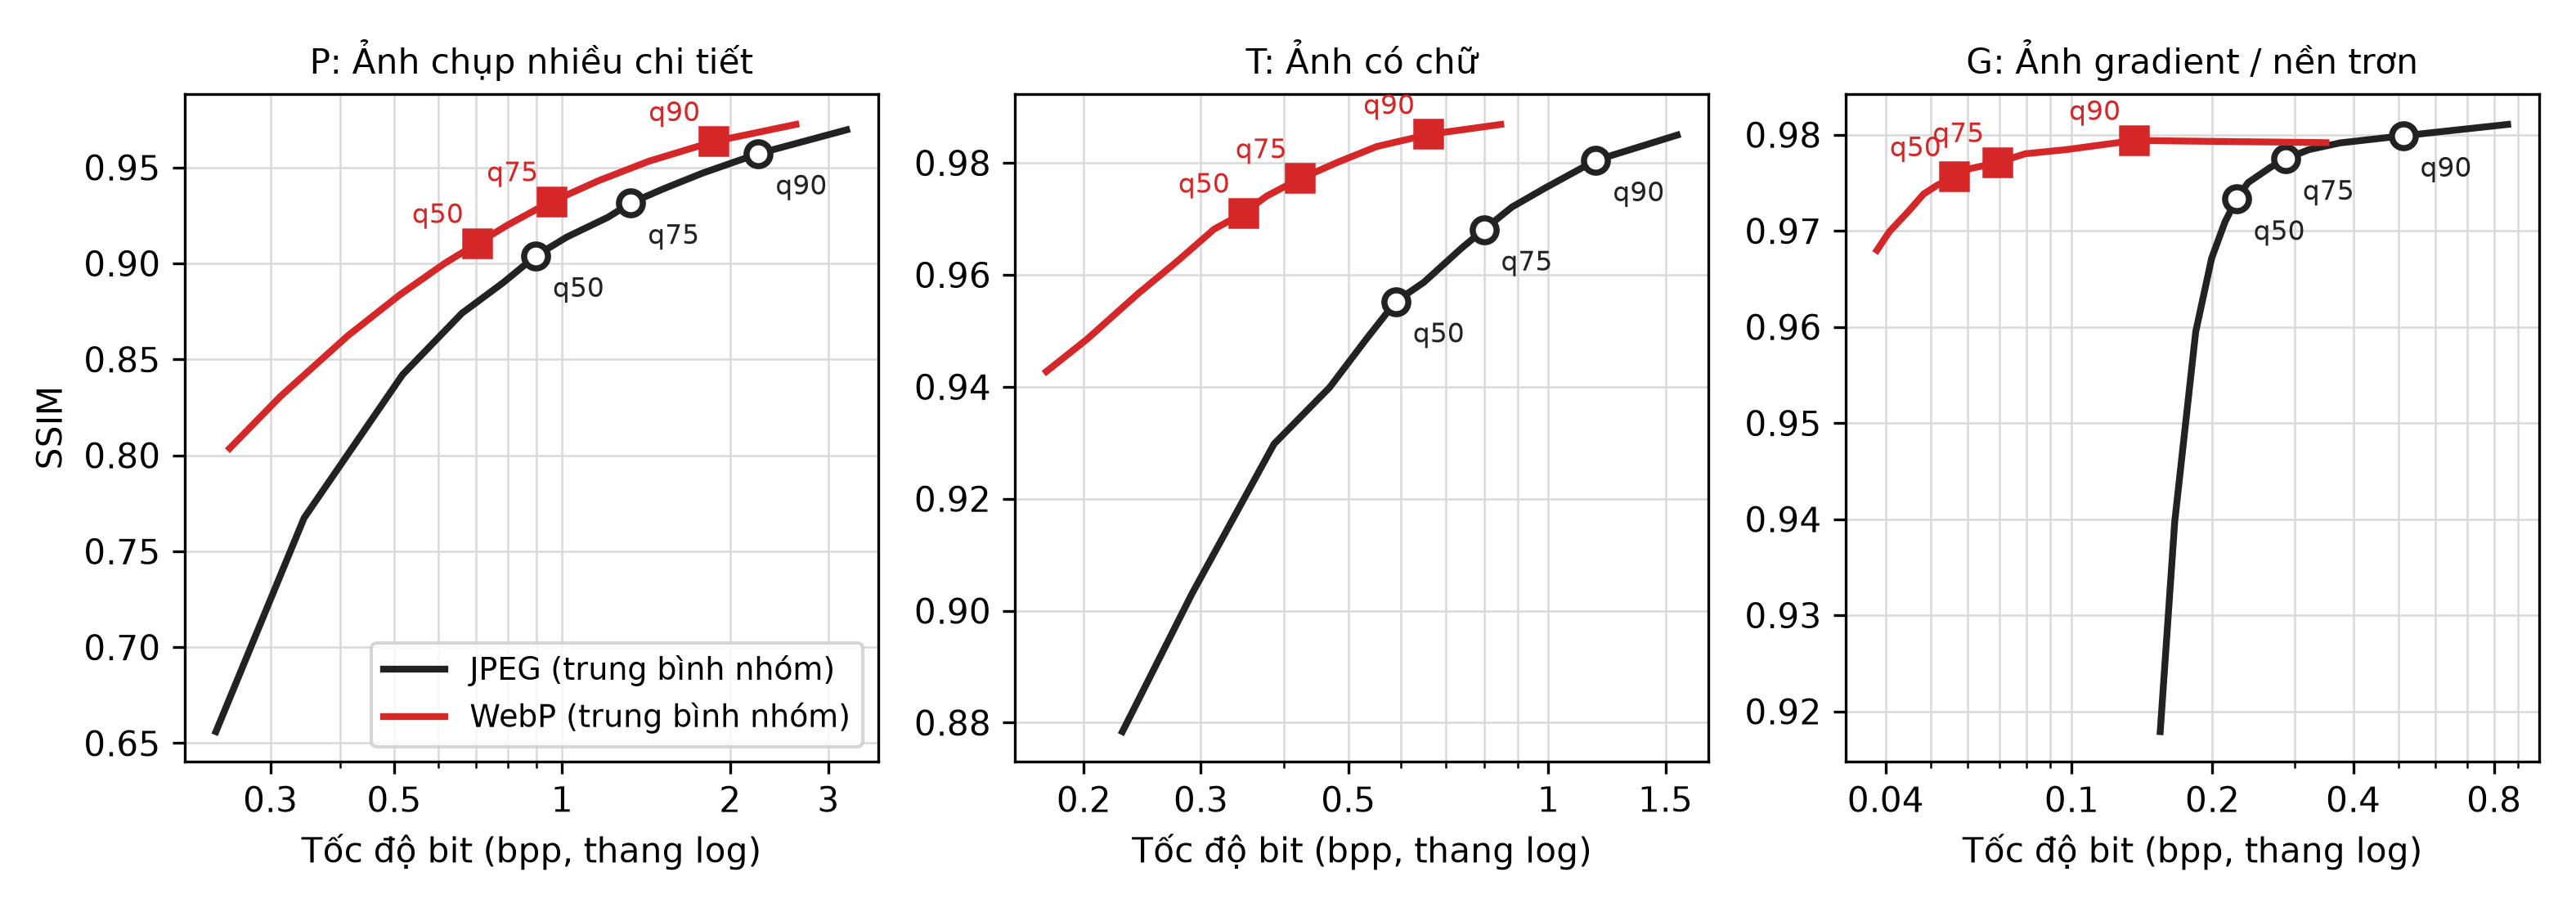 P: Ảnh chụp nhiều chi tiết
SSIM
0.95
0.90
0.85
0.80
0.75
0.70
0.65
q50
q75
q90
q50
q75
q90
JPEG (trung bình nhóm)
WebP (trung bình nhóm)
0.3 0.5 1 2 3
Tốc độ bit (bpp, thang log)
T: Ảnh có chữ
0.98
0.96
0.94
0.92
0.90
0.88
q50
q75
q90
q50
q75
q90
0.2 0.3 0.5 1 1.5
Tốc độ bit (bpp, thang log)
G: Ảnh gradient / nền trơn
0.98
0.97
0.96
0.95
0.94
0.93
0.92
q50
q75
q90
q50
q75
q90
0.04 0.1 0.2 0.4 0.8
Tốc độ bit (bpp, thang log)